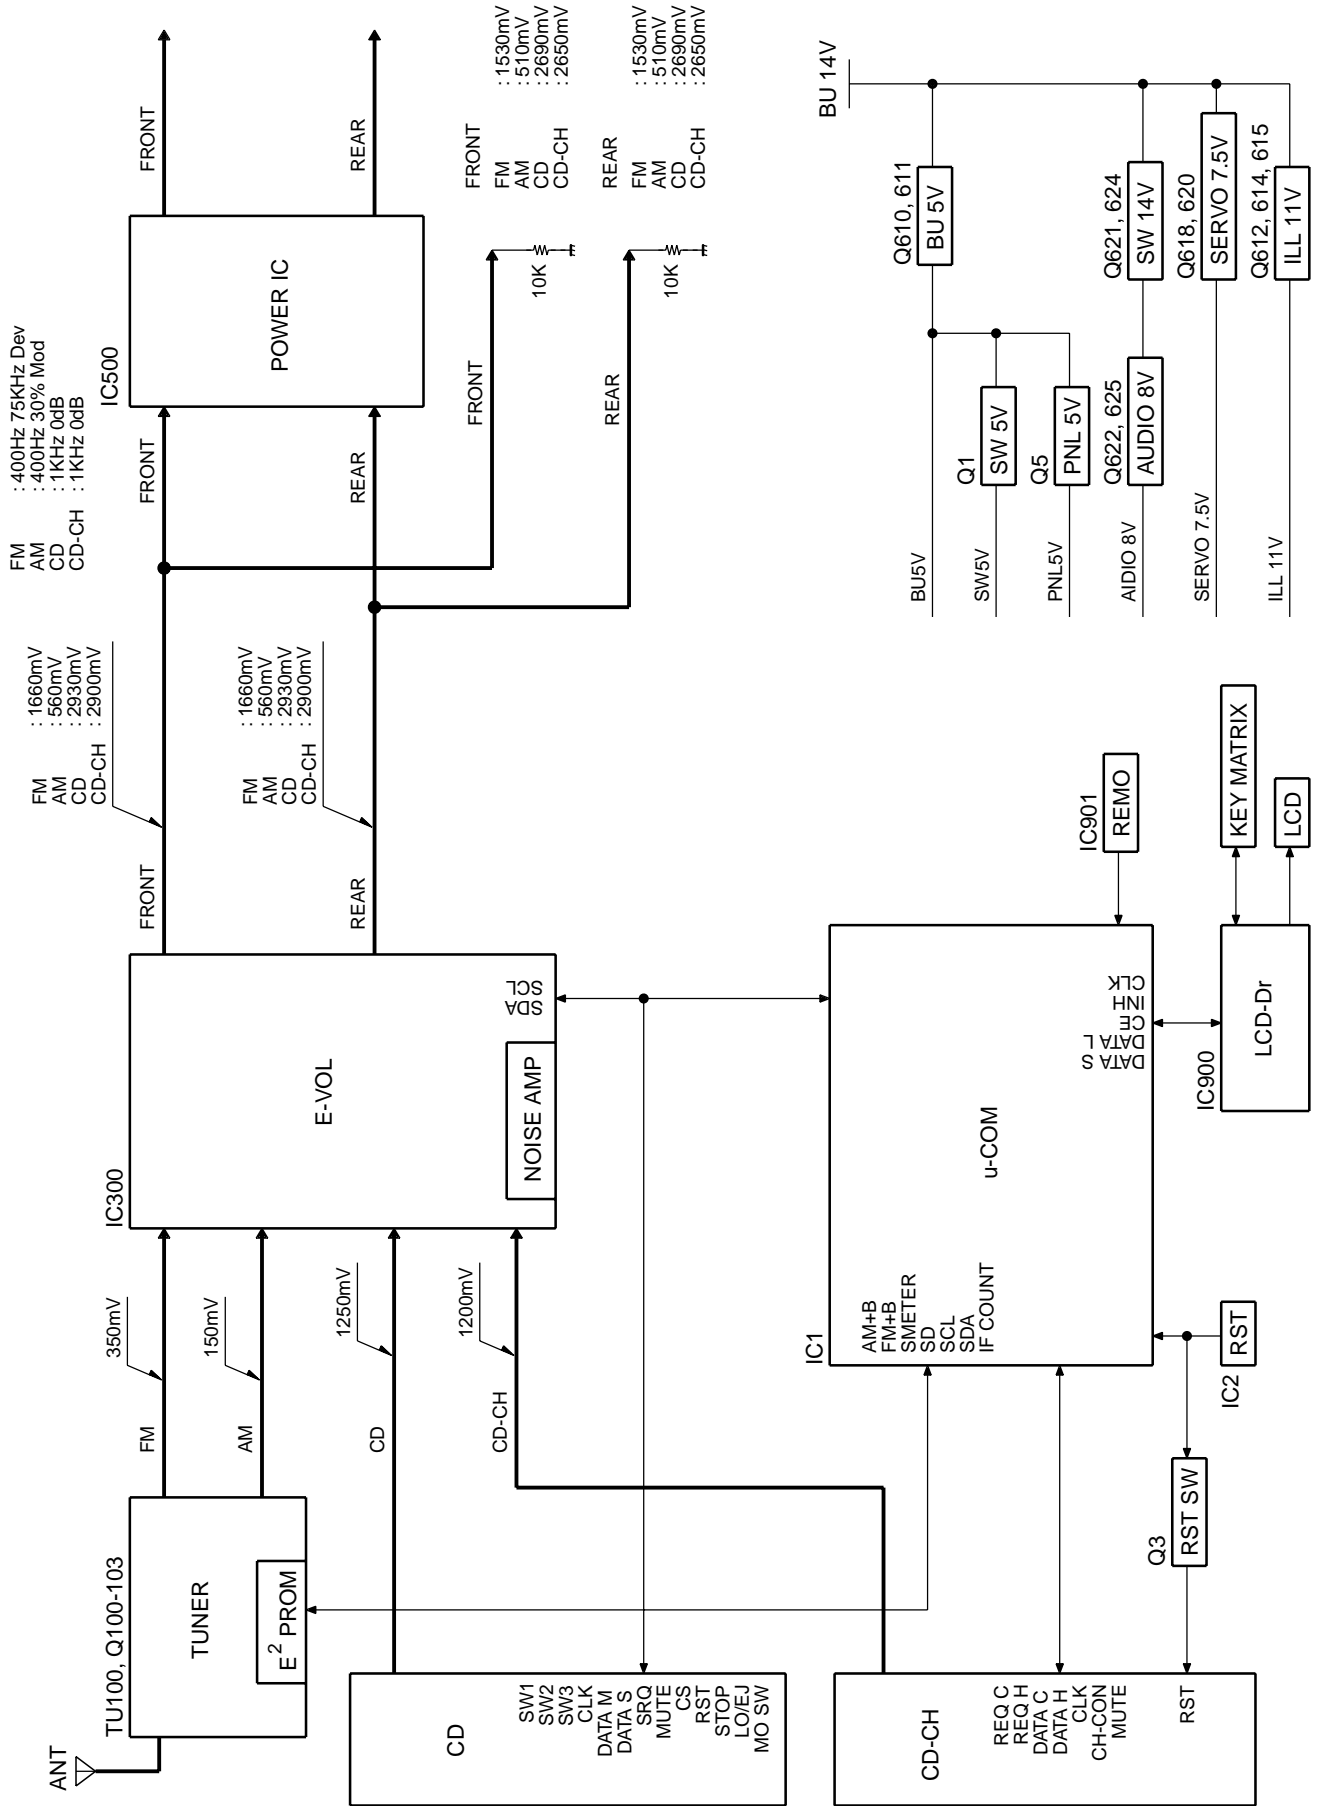 ANT
TU100, Q100-103
TUNER
E2 PROM
FM
350mV
AM
150mV
CD
1250mV
CD-CH
1200mV
IC300
E-VOL
NOISE AMP
SDA
SCL
FRONT
FM : 1660mV
AM : 560mV
CD : 2930mV
CD-CH : 2900mV
REAR
FM : 1660mV
AM : 560mV
CD : 2930mV
CD-CH : 2900mV
FM : 400Hz 75KHz Dev
AM : 400Hz 30% Mod
CD : 1KHz 0dB
CD-CH : 1KHz 0dB
FRONT
REAR
IC500
POWER IC
FRONT
REAR
FRONT
10K
FRONT
FM : 1530mV
AM : 510mV
CD : 2690mV
CD-CH : 2650mV
REAR
10K
REAR
FM : 1530mV
AM : 510mV
CD : 2690mV
CD-CH : 2650mV
CD
SW1
SW2
SW3
CLK
DATA M
DATA S
SRQ
MUTE
CS
RST
STOP
LO/EJ
MO SW
CD-CH
REQ C
REQ H
DATA C
DATA H
CLK
CH-CON
MUTE
RST
Q3
RST SW
IC2
RST
IC1
u-COM
AM+B
FM+B
SMETER
SD
SCL
SDA
IF COUNT
DATA S
DATA L
CE
INH
CLK
IC901
REMO
IC900
LCD-Dr
KEY MATRIX
LCD
BU 14V
BU5V
Q610, 611
BU 5V
SW5V
Q1
SW 5V
PNL5V
Q5
PNL 5V
AIDIO 8V
Q622, 625
AUDIO 8V
Q621, 624
SW 14V
SERVO 7.5V
Q618, 620
SERVO 7.5V
ILL 11V
Q612, 614, 615
ILL 11V